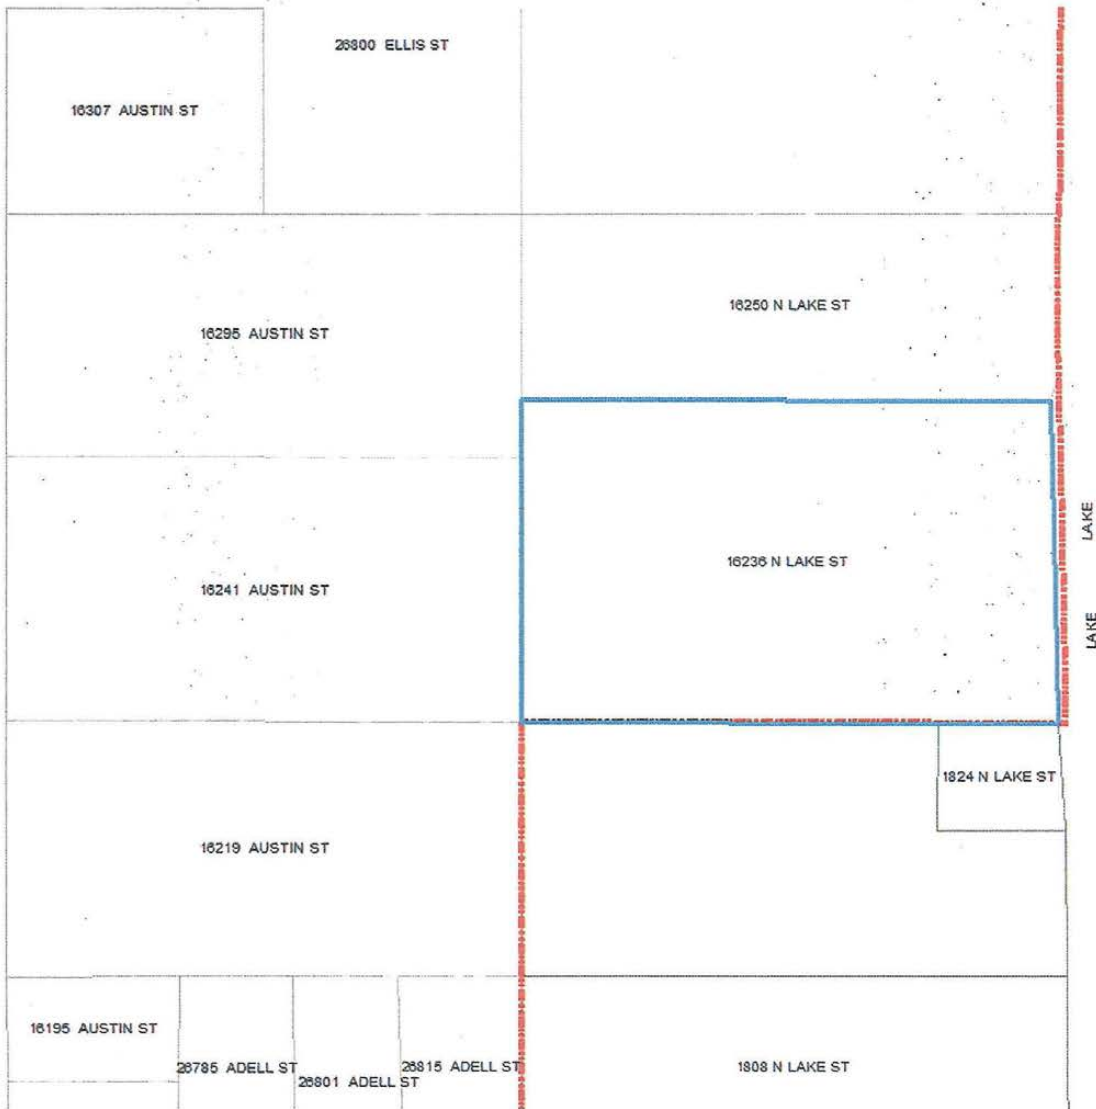 26800 ELLIS ST
16307 AUSTIN ST
16250 N LAKE ST
16295 AUSTIN ST
LAKE
16236 N LAKE ST
16241 AUSTIN ST
LAKE
1824 N LAKE ST
16219 AUSTIN ST
16195 AUSTIN ST
26785 ADELL ST
26801 ADELL ST
26815 ADELL ST
1808 N LAKE ST